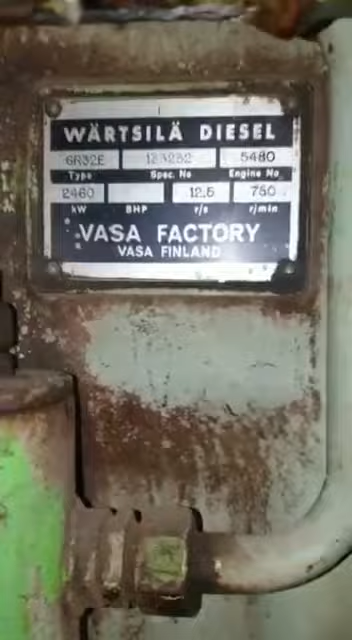 WÄRTSILÄ DIESEL
6R32E 123252 5480
Type Spec. No Engine No
2460 12.5 750
kW BHP r/s r/min
VASA FACTORY
VASA FINLAND